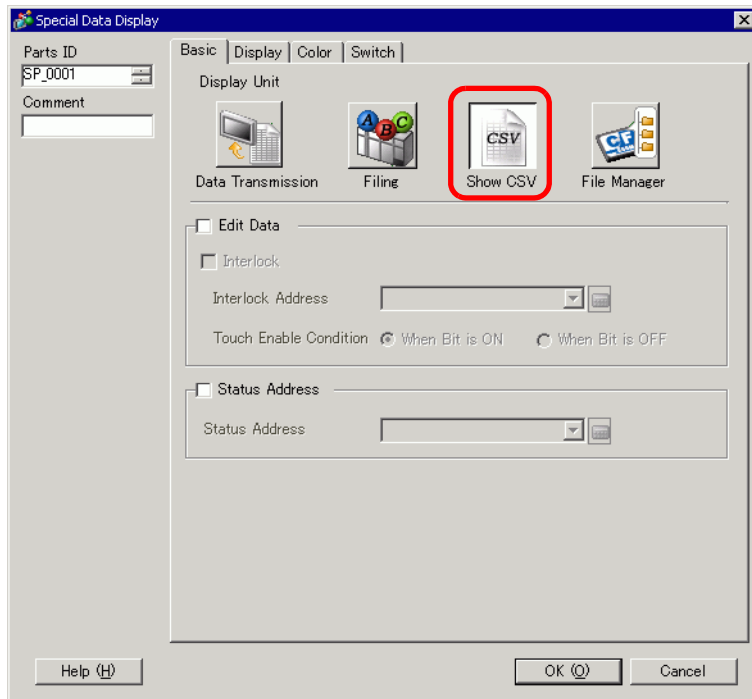 Special Data Display
Parts ID
SP_0001
Comment
Basic Display Color Switch
Display Unit
A B C
CSV
CF
Data Transmission Filing Show CSV File Manager
Edit Data
Interlock
Interlock Address
Touch Enable Condition When Bit is ON When Bit is OFF
Status Address
Status Address
Help (H) OK (O) Cancel